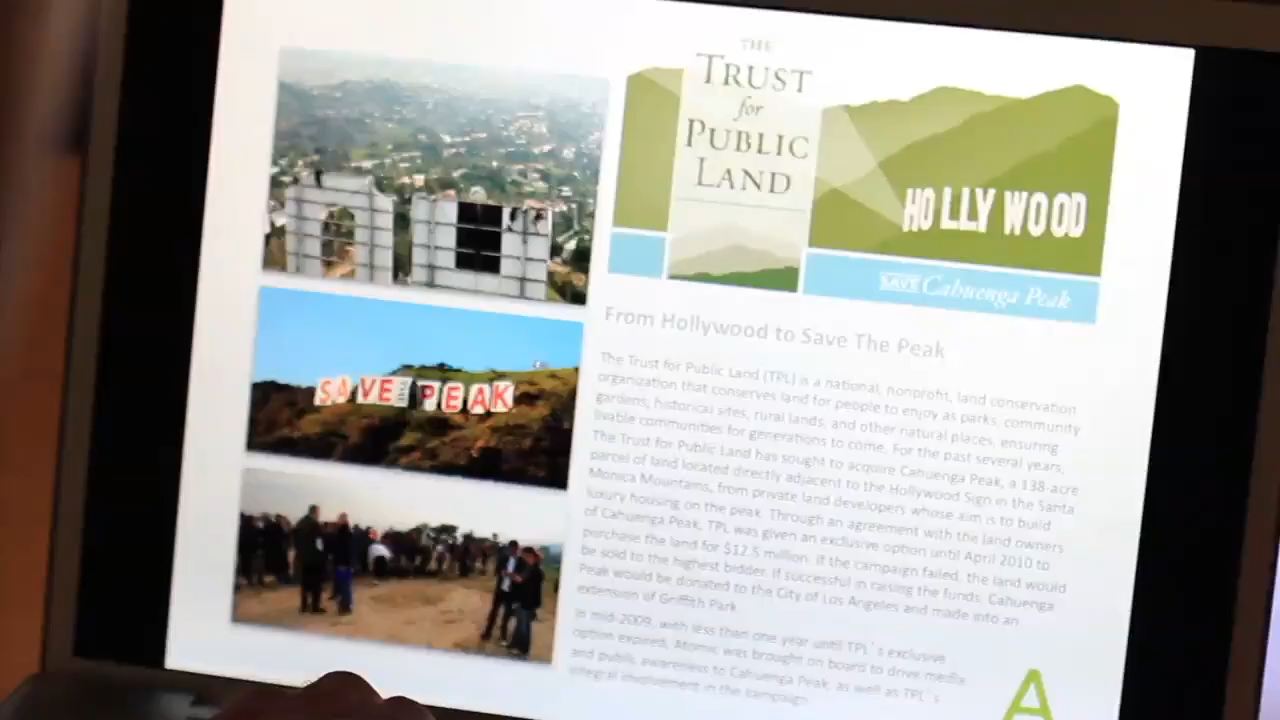 THE
TRUST
for
PUBLIC
LAND
HOLLYWOOD
SAVE Cahuenga Peak
SAVE THE PEAK
From Hollywood to Save The Peak
The Trust for Public Land (TPL) is a national, nonprofit, land conservation
organization that conserves land for people to enjoy as parks, community
gardens, historical sites, rural lands, and other natural places, ensuring
livable communities for generations to come. For the past several years,
The Trust for Public Land has sought to acquire Cahuenga Peak, a 138-acre
parcel of land located directly adjacent to the Hollywood Sign in the Santa
Monica Mountains, from private land developers whose aim is to build
luxury housing on the peak. Through an agreement with the land owners
of Cahuenga Peak, TPL was given an exclusive option until April 2010 to
purchase the land for $12.5 million. If the campaign failed, the land would
be sold to the highest bidder. If successful in raising the funds, Cahuenga
Peak would be donated to the City of Los Angeles and made into an
extension of Griffith Park.
In mid-2009, with less than one year until TPL's exclusive
option expired, Atomic was brought on board to drive media
and public awareness to Cahuenga Peak, as well as TPL's
integral involvement in the campaign.
A